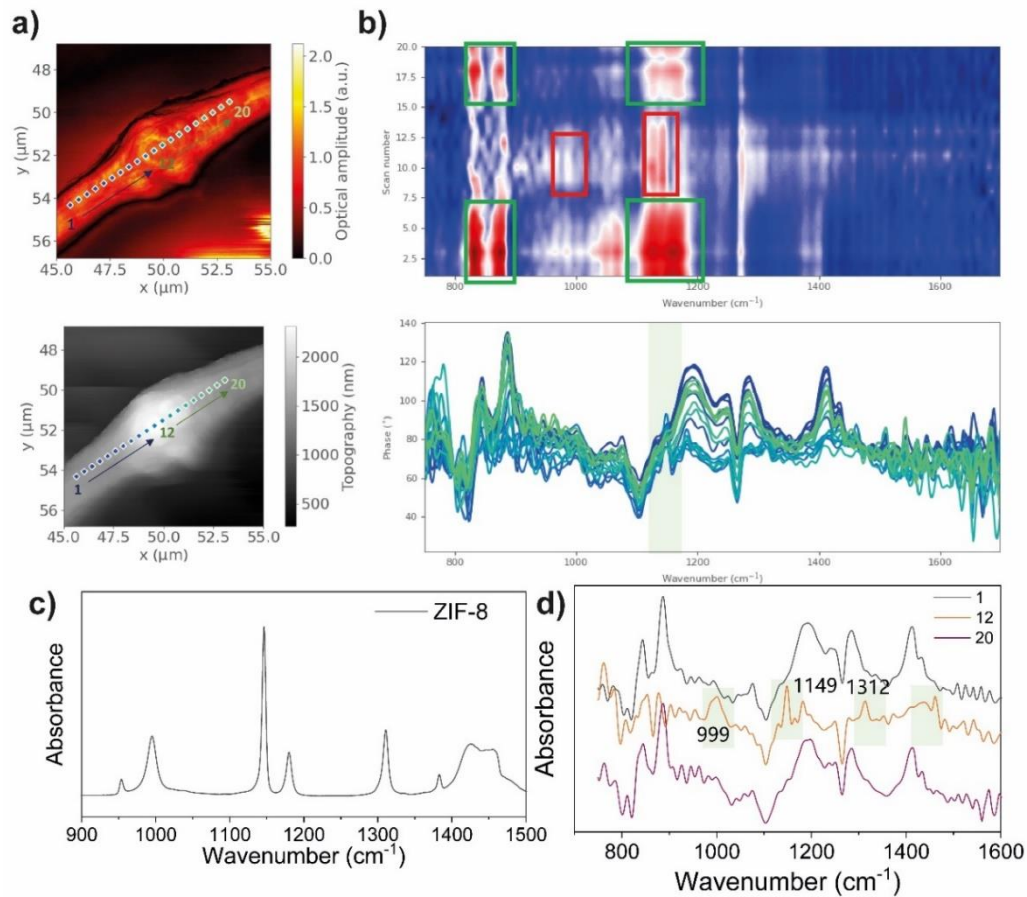 a)
48
50
52
54
56
y (µm)
45.0 47.5 50.0 52.5 55.0
x (µm)
1
20
2.0
1.5
1.0
0.5
0.0
Optical amplitude (a.u.)
48
50
52
54
56
y (µm)
45.0 47.5 50.0 52.5 55.0
x (µm)
1
12
20
2000
1500
1000
500
Topography (nm)
b)
20.0
17.5
15.0
12.5
10.0
7.5
5.0
2.5
Scan number
800 1000 1200 1400 1600
Wavenumber (cm⁻¹)
140
120
100
80
60
40
Phase (°)
800 1000 1200 1400 1600
Wavenumber (cm⁻¹)
c)
ZIF-8
Absorbance
900 1000 1100 1200 1300 1400 1500
Wavenumber (cm⁻¹)
d)
1
12
20
1149 1312
999
Absorbance
800 1000 1200 1400 1600
Wavenumber (cm⁻¹)